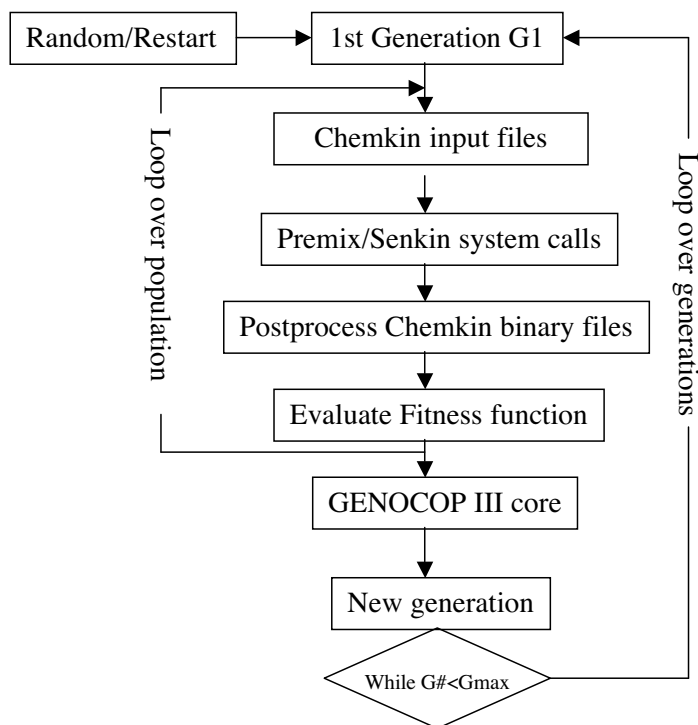 Random/Restart
1st Generation G1
Chemkin input files
Premix/Senkin system calls
Postprocess Chemkin binary files
Evaluate Fitness function
GENOCOP III core
New generation
While G#<Gmax
Loop over population
Loop over generations